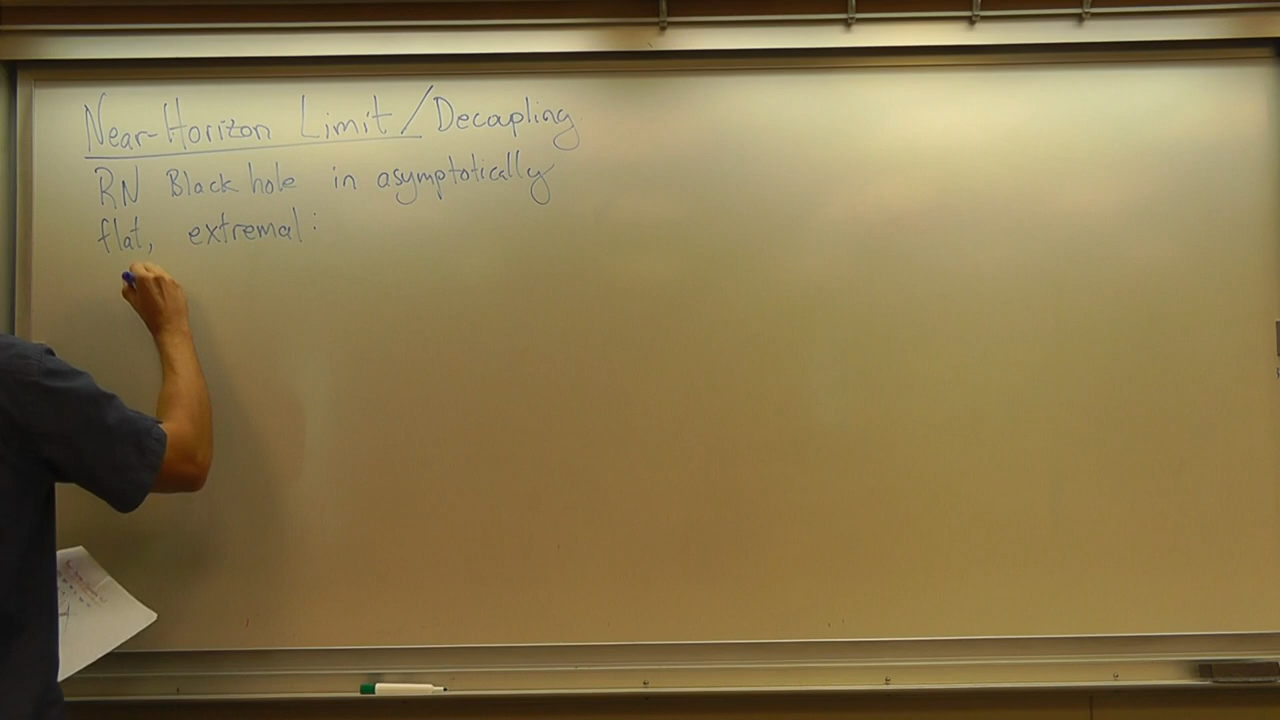 Near-Horizon Limit/Decoupling
RN Black hole in asymptotically
flat, extremal: